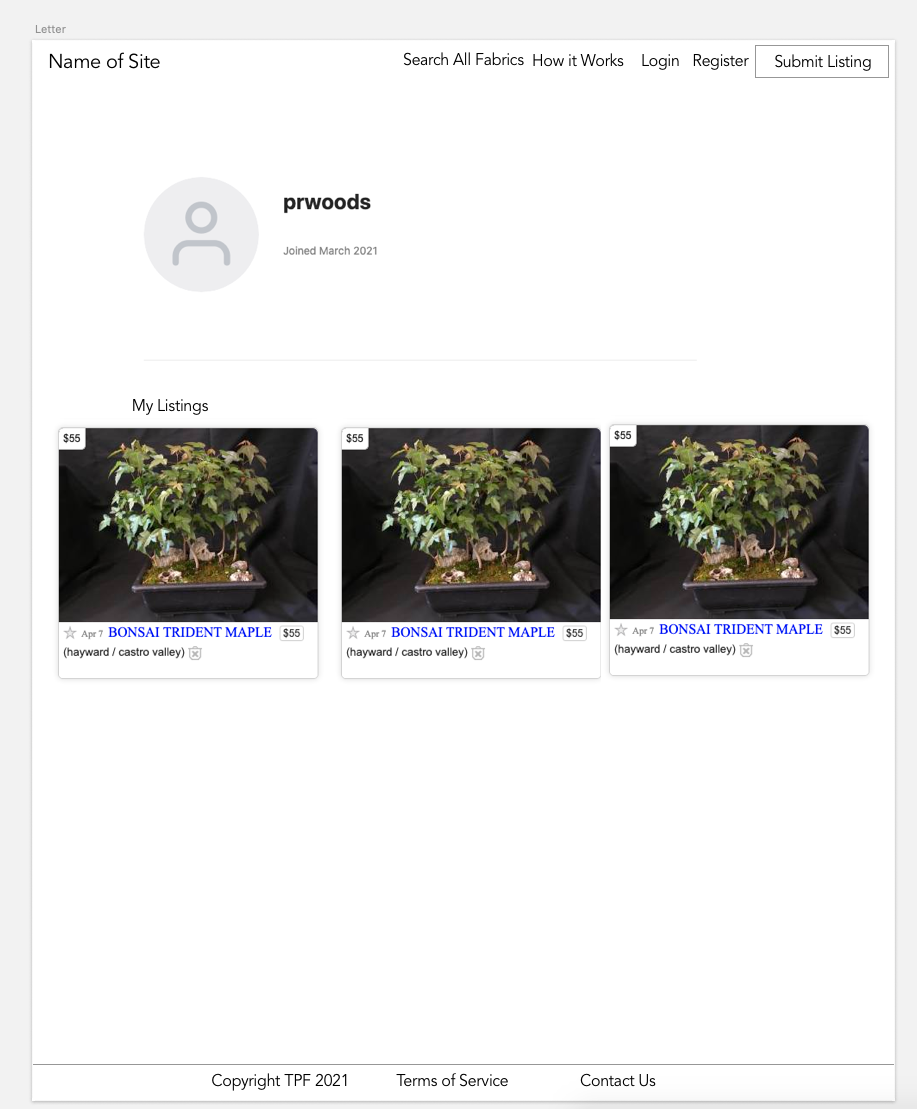 Letter
Name of Site
Search All Fabrics How it Works Login Register Submit Listing
prwoods
Joined March 2021
My Listings
$55 $55 $55
Apr 7 BONSAI TRIDENT MAPLE $55
(hayward / castro valley)
Apr 7 BONSAI TRIDENT MAPLE $55
(hayward / castro valley)
Apr 7 BONSAI TRIDENT MAPLE $55
(hayward / castro valley)
Copyright TPF 2021 Terms of Service Contact Us